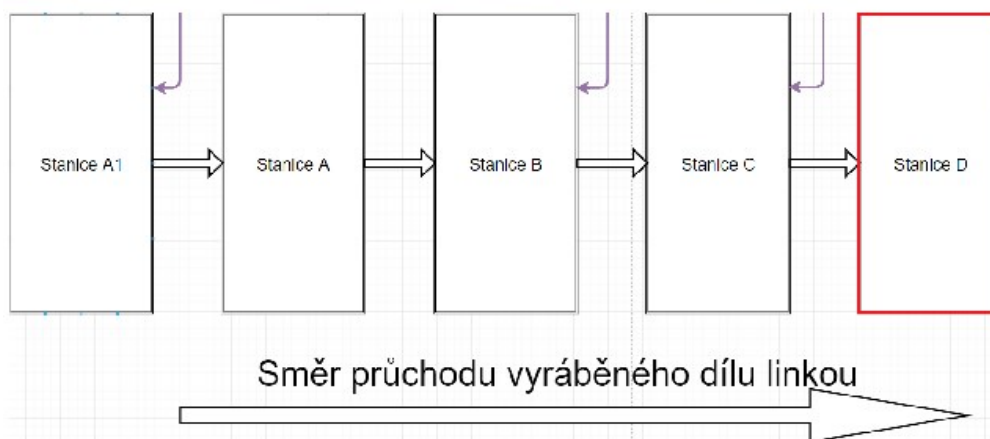 Stanice A1
Stanice A
Stanice B
Stanice C
Stanice D
Směr průchodu vyráběného dílu linkou